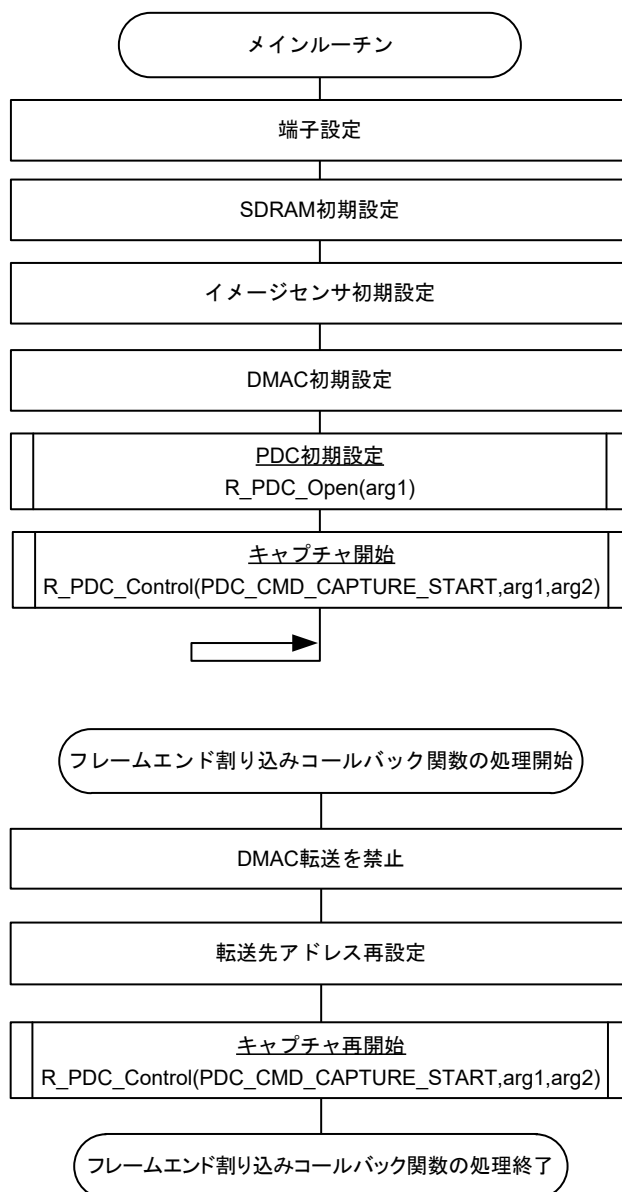 メインルーチン
端子設定
SDRAM初期設定
イメージセンサ初期設定
DMAC初期設定
PDC初期設定
R_PDC_Open(arg1)
キャプチャ開始
R_PDC_Control(PDC_CMD_CAPTURE_START,arg1,arg2)
フレームエンド割り込みコールバック関数の処理開始
DMAC転送を禁止
転送先アドレス再設定
キャプチャ再開始
R_PDC_Control(PDC_CMD_CAPTURE_START,arg1,arg2)
フレームエンド割り込みコールバック関数の処理終了